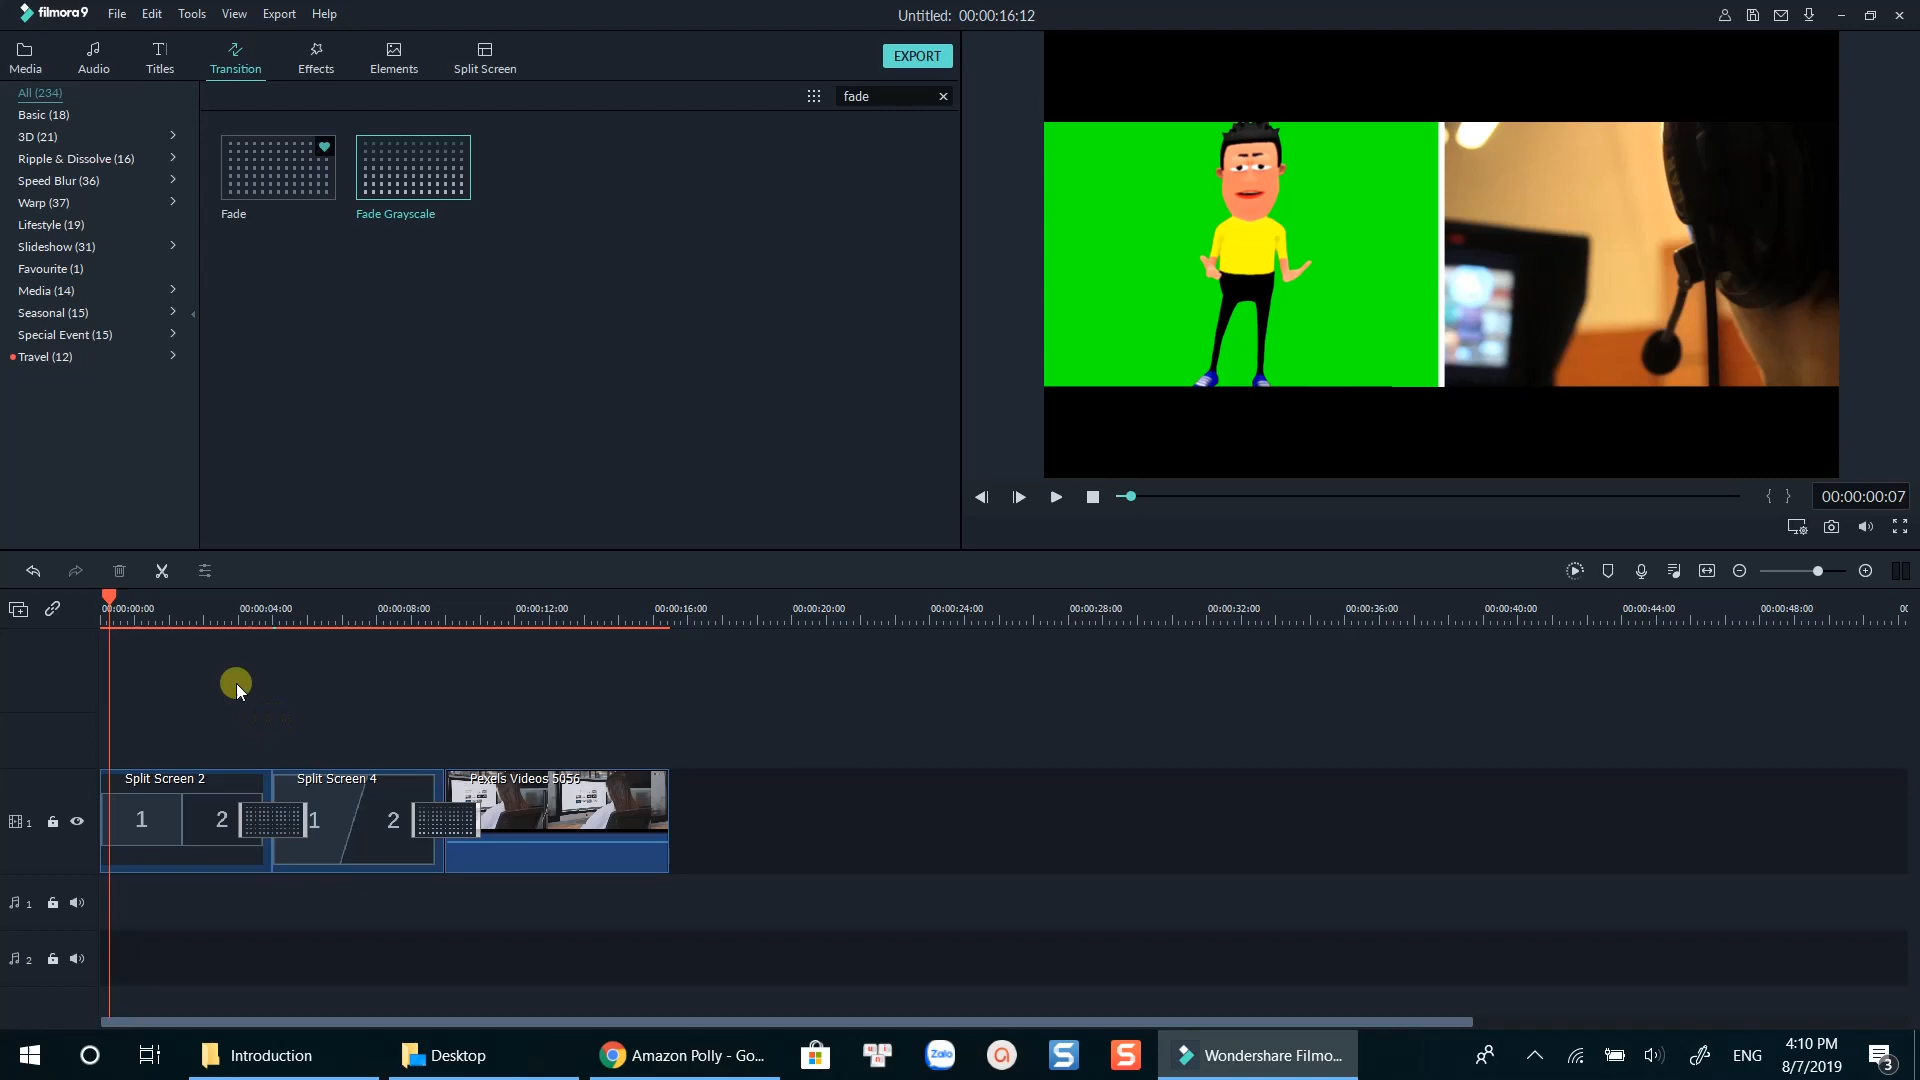 filmora9 File Edit Tools View Export Help Untitled: 00:00:16:12
Media Audio Titles Transition Effects Elements Split Screen EXPORT
fade
All (234)
Basic (18)
3D (21)
Ripple & Dissolve (16)
Speed Blur (36)
Warp (37)
Lifestyle (19)
Slideshow (31)
Favourite (1)
Media (14)
Seasonal (15)
Special Event (15)
Travel (12)
Fade Fade Grayscale
{ } 00:00:00:07
00:00:00:00 00:00:04:00 00:00:08:00 00:00:12:00 00:00:16:00 00:00:20:00 00:00:24:00 00:00:28:00 00:00:32:00 00:00:36:00 00:00:40:00 00:00:44:00 00:00:48:00 00
Split Screen 2 Split Screen 4 Pexels Videos 5056
1 1 2 1 2
1
2
Introduction Desktop Amazon Polly - Go... Zalo Wondershare Filmo... ENG 4:10 PM
8/7/2019 3